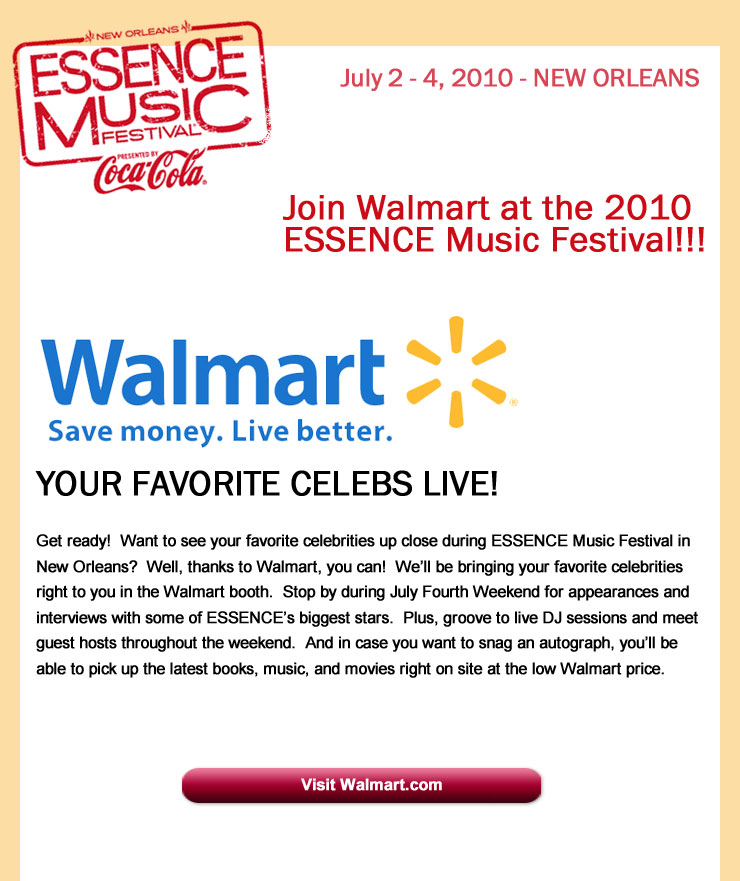 NEW ORLEANS
ESSENCE
MUSIC
FESTIVAL®
PRESENTED BY
Coca-Cola®
July 2 - 4, 2010 - NEW ORLEANS
Join Walmart at the 2010
ESSENCE Music Festival!!!
Walmart ®
Save money. Live better.
YOUR FAVORITE CELEBS LIVE!
Get ready!  Want to see your favorite celebrities up close during ESSENCE Music Festival in
New Orleans?  Well, thanks to Walmart, you can!  We’ll be bringing your favorite celebrities
right to you in the Walmart booth.  Stop by during July Fourth Weekend for appearances and
interviews with some of ESSENCE’s biggest stars.  Plus, groove to live DJ sessions and meet
guest hosts throughout the weekend.  And in case you want to snag an autograph, you’ll be
able to pick up the latest books, music, and movies right on site at the low Walmart price.
Visit Walmart.com